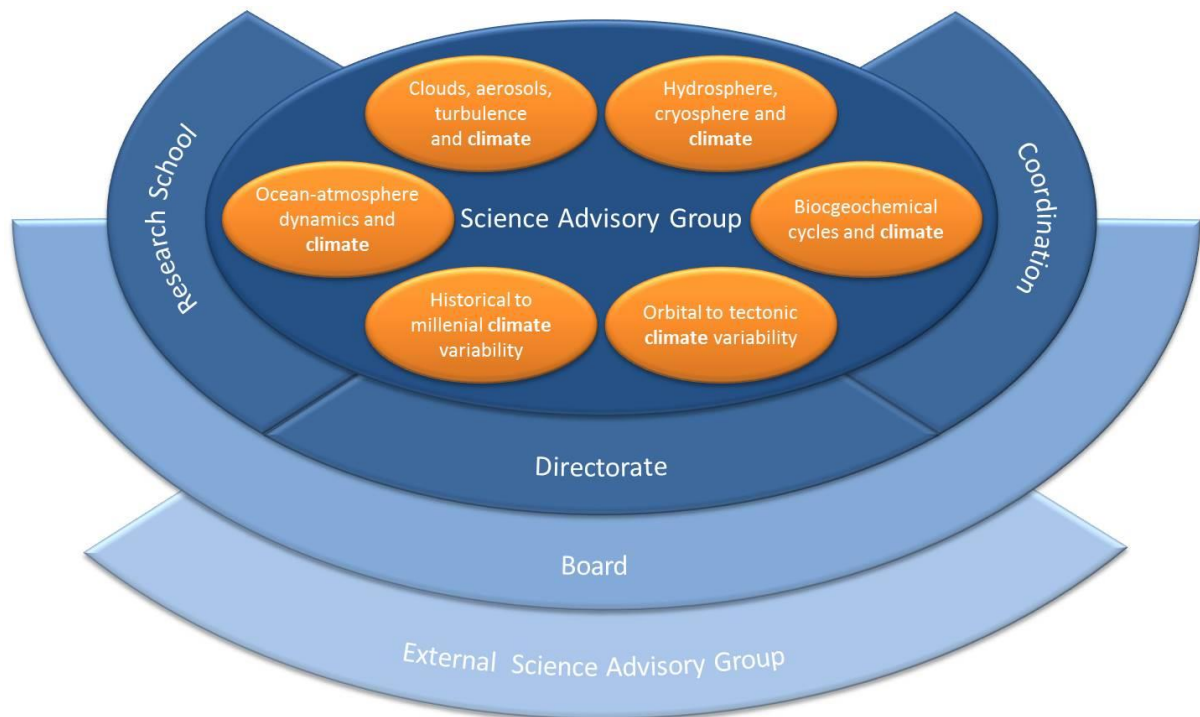 Clouds, aerosols,
turbulence
and climate
Hydrosphere,
cryosphere and
climate
Research School
Coordination
Ocean-atmosphere
dynamics and
climate
Science Advisory Group
Biocgeochemical
cycles and climate
Historical to
millenial climate
variability
Orbital to tectonic
climate variability
Directorate
Board
External Science Advisory Group